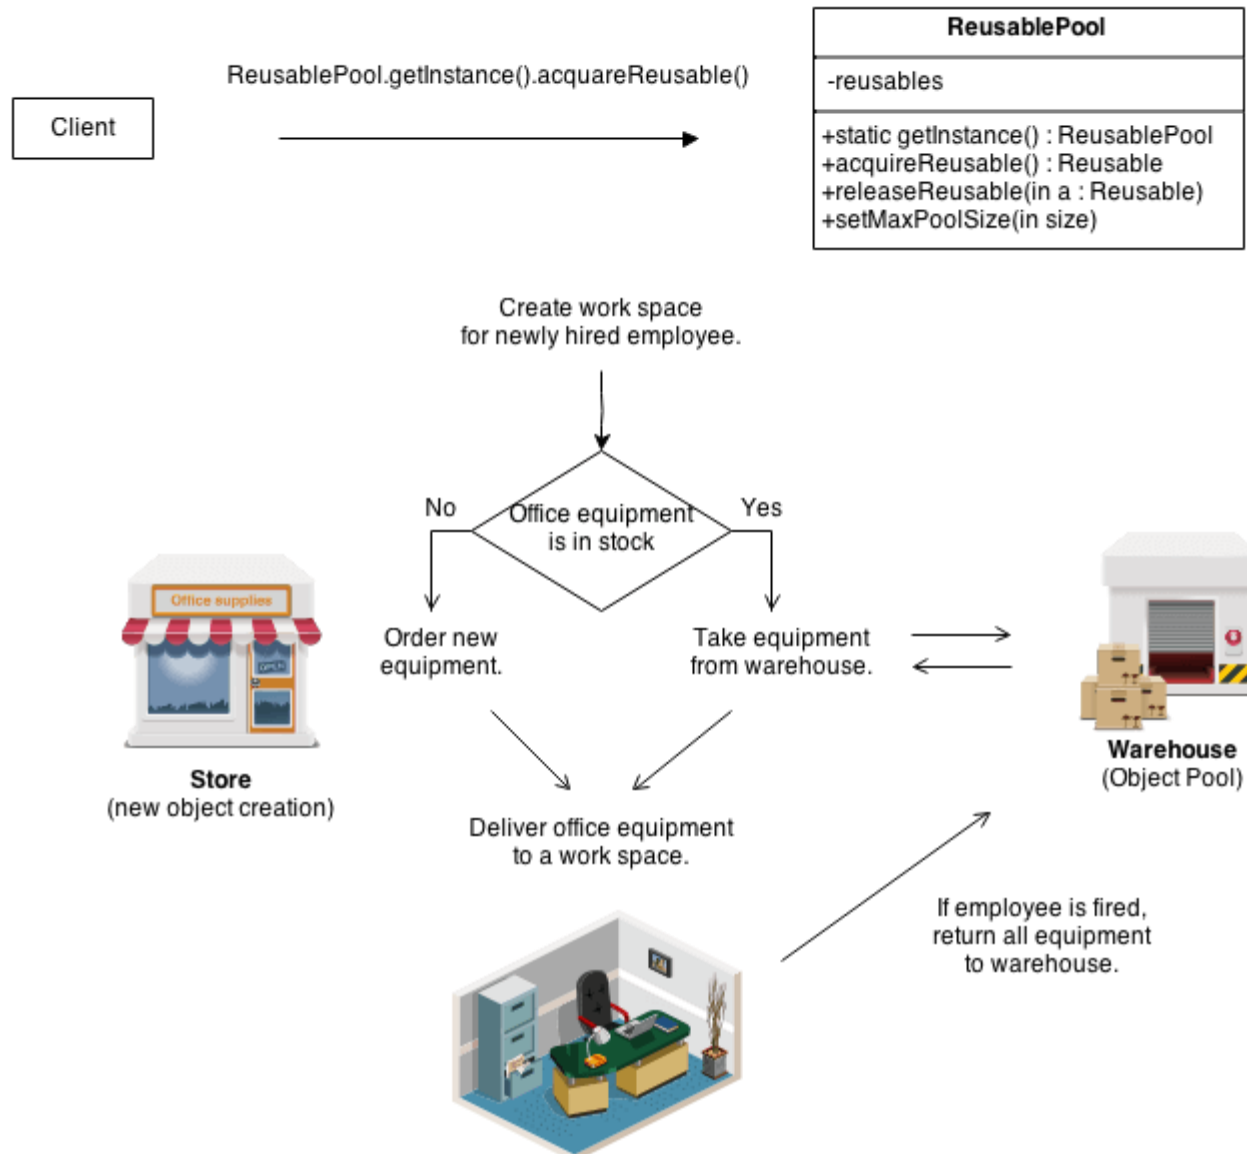 ReusablePool
ReusablePool.getInstance().acquareReusable()
-reusables
Client
+static getInstance() : ReusablePool
+acquireReusable() : Reusable
+releaseReusable(in a : Reusable)
+setMaxPoolSize(in size)
Create work space
for newly hired employee.
No
Yes
Office equipment
is in stock
Office supplies
OPEN
Order new
equipment.
Take equipment
from warehouse.
Store
(new object creation)
Warehouse
(Object Pool)
Deliver office equipment
to a work space.
If employee is fired,
return all equipment
to warehouse.